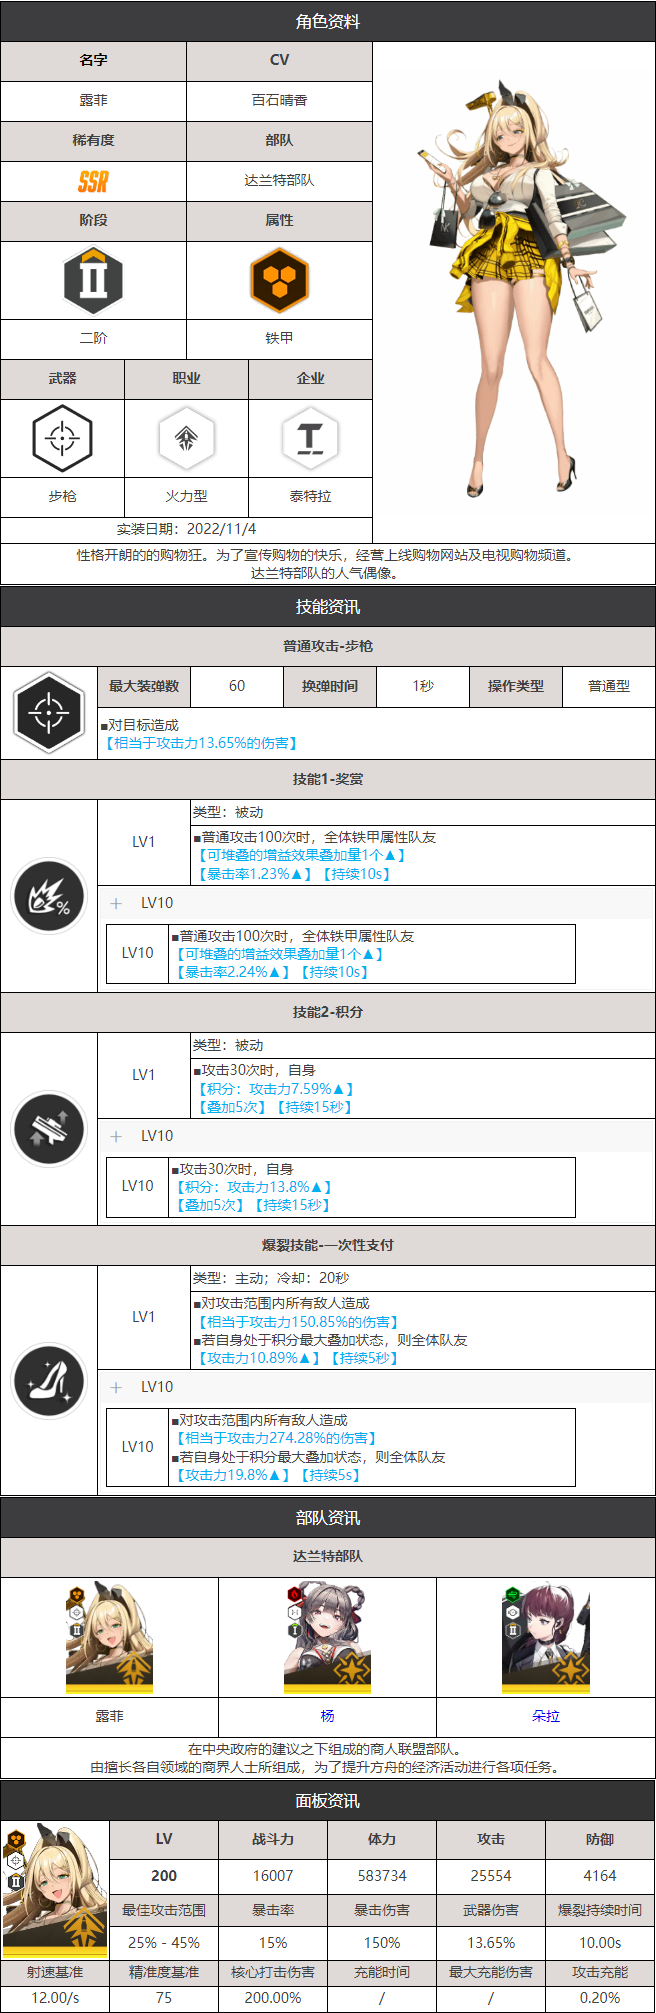 角色资料
名字
CV
露菲
百石晴香
稀有度
部队
SSR
达兰特部队
阶段
属性
二阶
铁甲
武器
职业
企业
步枪
火力型
泰特拉
实装日期：2022/11/4
性格开朗的的购物狂。为了宣传购物的快乐，经营上线购物网站及电视购物频道。
达兰特部队的人气偶像。
技能资讯
普通攻击-步枪
最大装弹数
60
换弹时间
1秒
操作类型
普通型
■对目标造成
【相当于攻击力13.65%的伤害】
技能1-奖赏
LV1
类型：被动
■普通攻击100次时，全体铁甲属性队友
【可堆叠的增益效果叠加量1个▲】
【暴击率1.23%▲】【持续10s】
+ LV10
LV10
■普通攻击100次时，全体铁甲属性队友
【可堆叠的增益效果叠加量1个▲】
【暴击率2.24%▲】【持续10s】
技能2-积分
LV1
类型：被动
■攻击30次时，自身
【积分：攻击力7.59%▲】
【叠加5次】【持续15秒】
+ LV10
LV10
■攻击30次时，自身
【积分：攻击力13.8%▲】
【叠加5次】【持续15秒】
爆裂技能-一次性支付
LV1
类型：主动；冷却：20秒
■对攻击范围内所有敌人造成
【相当于攻击力150.85%的伤害】
■若自身处于积分最大叠加状态，则全体队友
【攻击力10.89%▲】【持续5秒】
+ LV10
LV10
■对攻击范围内所有敌人造成
【相当于攻击力274.28%的伤害】
■若自身处于积分最大叠加状态，则全体队友
【攻击力19.8%▲】【持续5s】
部队资讯
达兰特部队
露菲
杨
朵拉
在中央政府的建议之下组成的商人联盟部队。
由擅长各自领域的商界人士所组成，为了提升方舟的经济活动进行各项任务。
面板资讯
LV
战斗力
体力
攻击
防御
200
16007
583734
25554
4164
最佳攻击范围
暴击率
暴击伤害
武器伤害
爆裂持续时间
25% - 45%
15%
150%
13.65%
10.00s
射速基准
精准度基准
核心打击伤害
充能时间
最大充能伤害
攻击充能
12.00/s
75
200.00%
/
/
0.20%